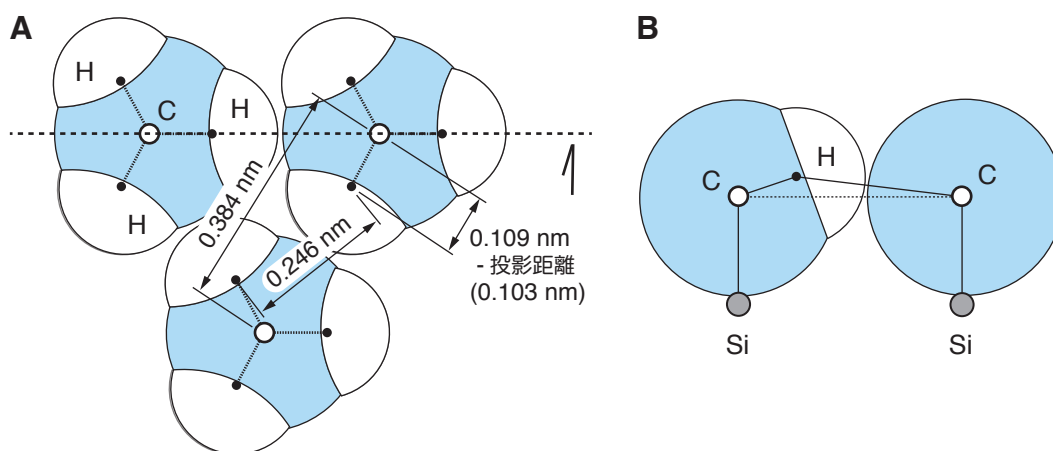 A
H
C
H
H
0.384 nm
0.246 nm
0.109 nm
- 投影距離
(0.103 nm)
B
H
C
C
Si
Si